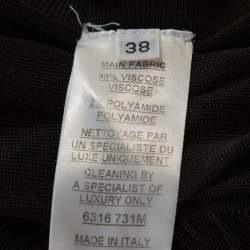 38
MAIN FABRIC
98% VISCOSE
VISCOSE
2% POLYAMIDE
POLYAMIDE
NETTOYAGE PAR
UN SPECIALISTE DU
LUXE UNIQUEMENT
CLEANING BY
A SPECIALIST OF
LUXURY ONLY
6316 731M
MADE IN ITALY